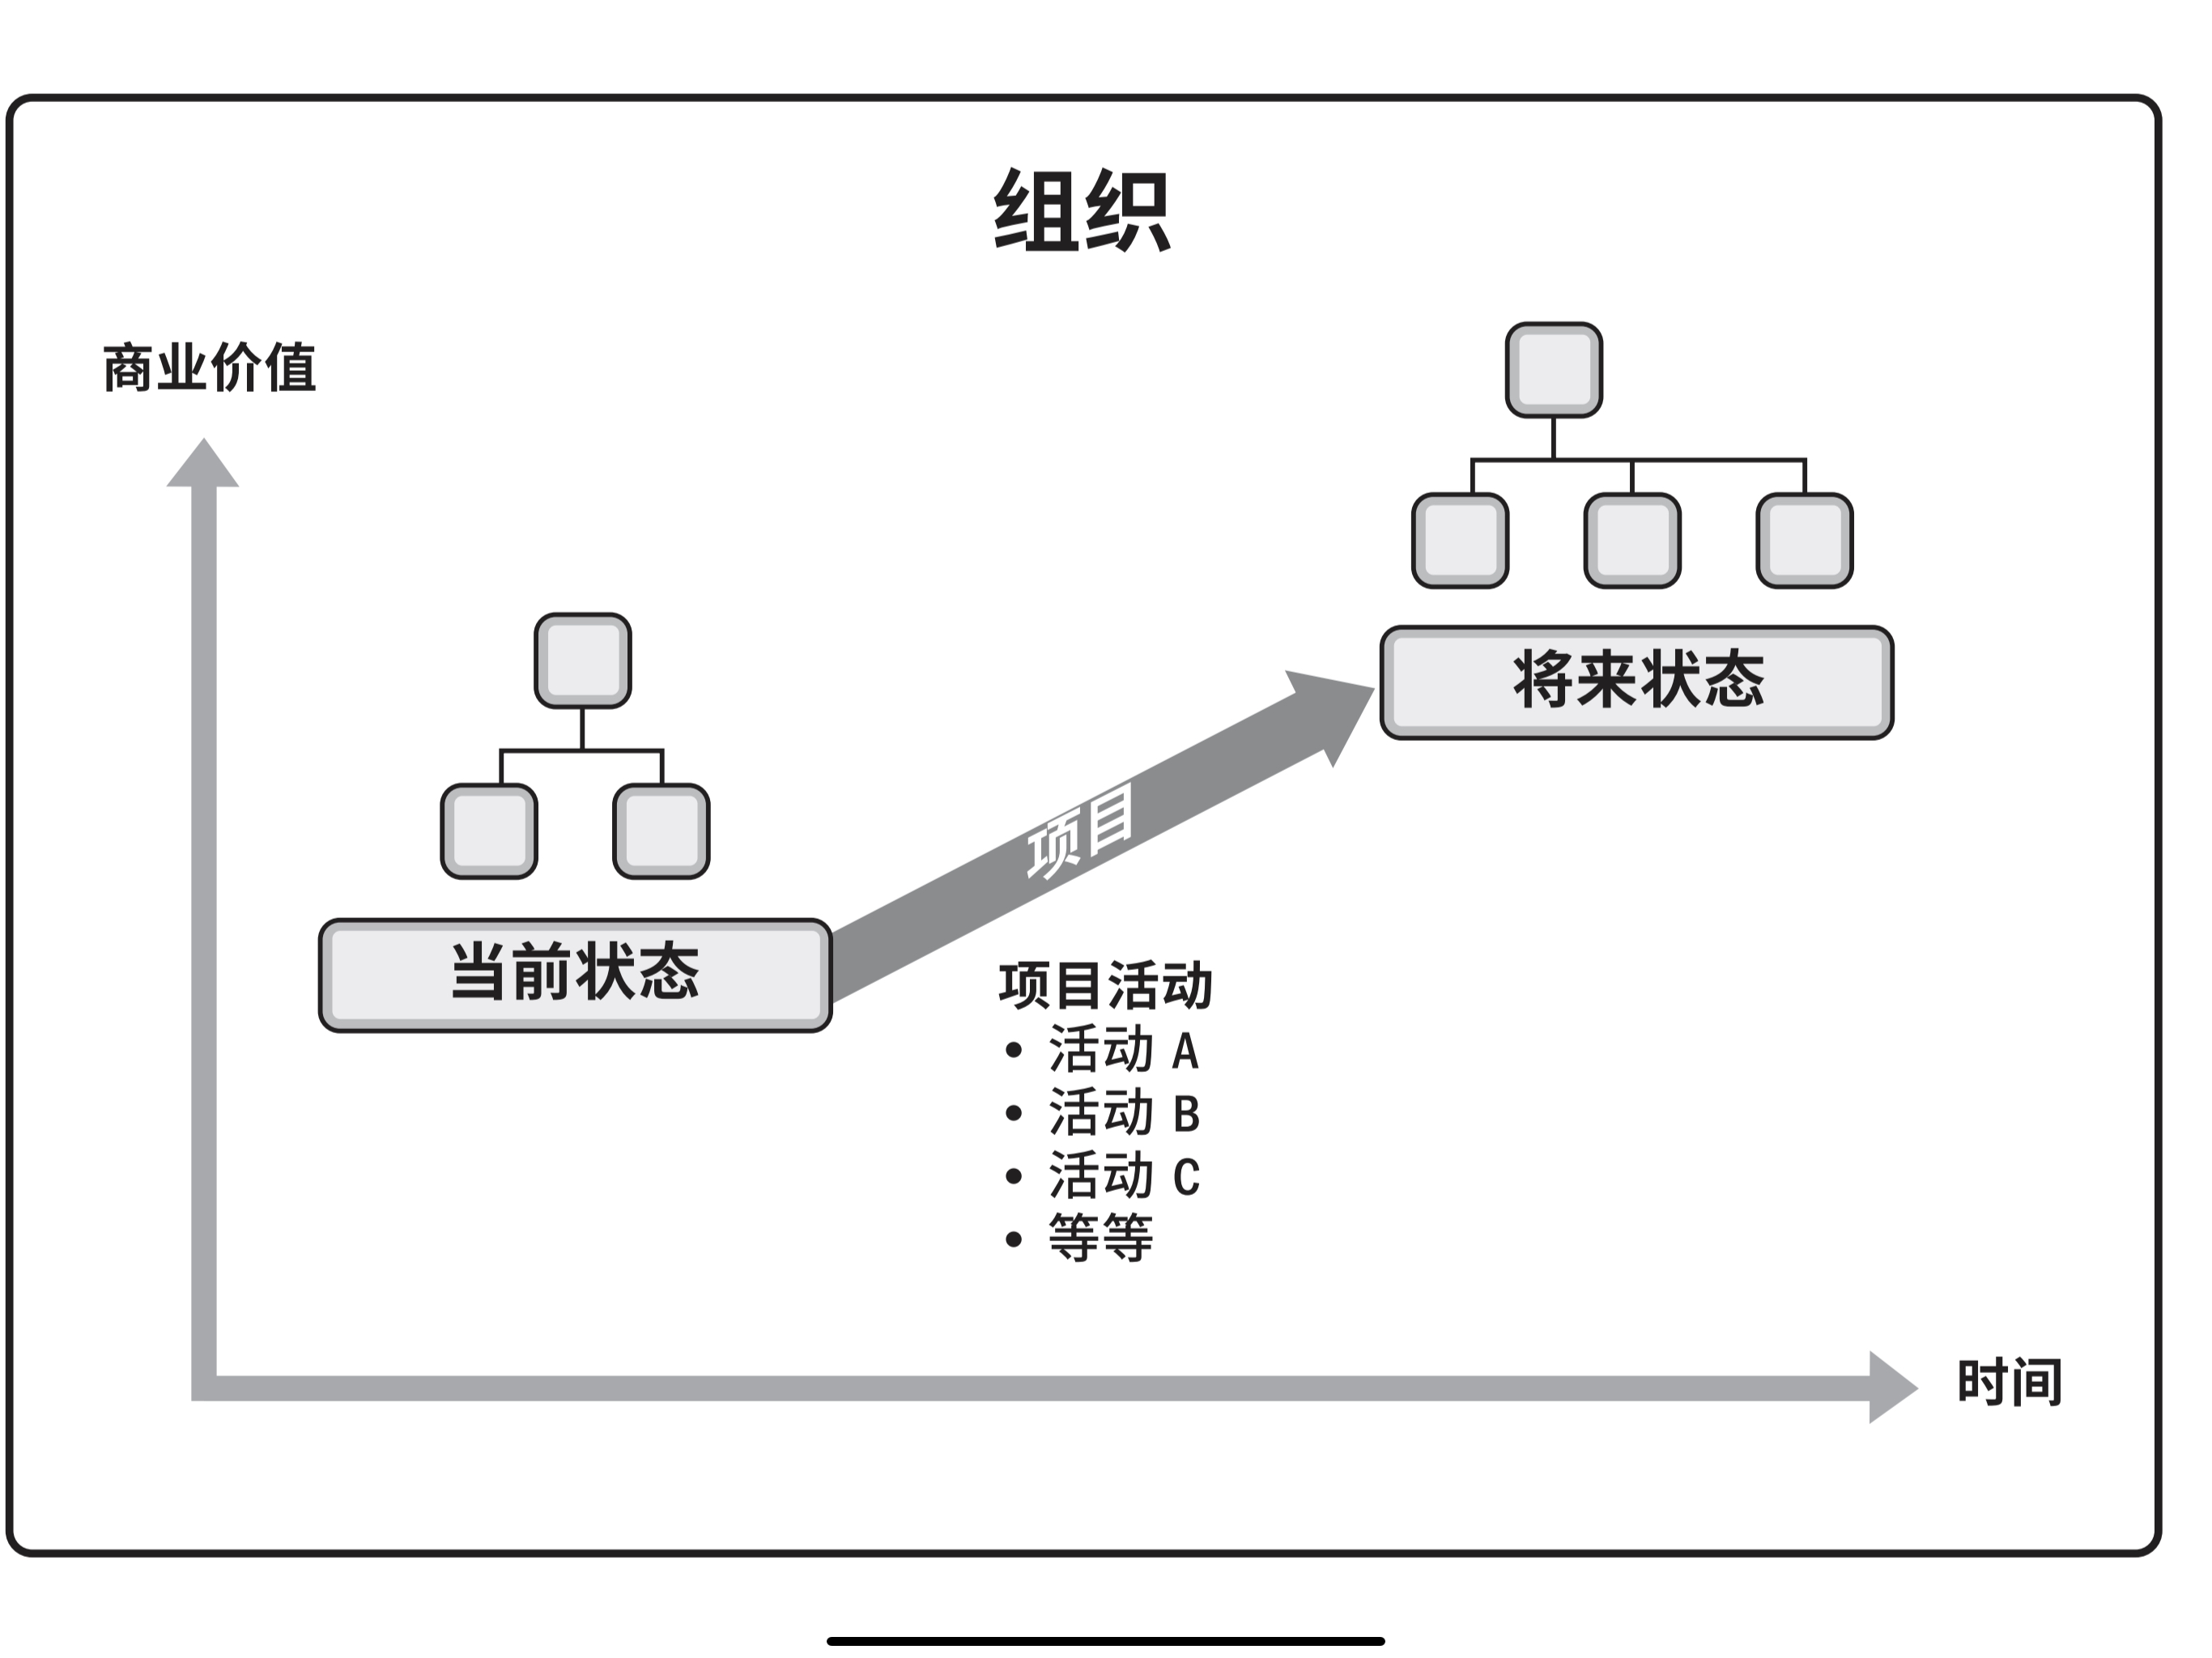 组织
商业价值
将来状态
项目
当前状态
项目活动
• 活动 A
• 活动 B
• 活动 C
• 等等
时间